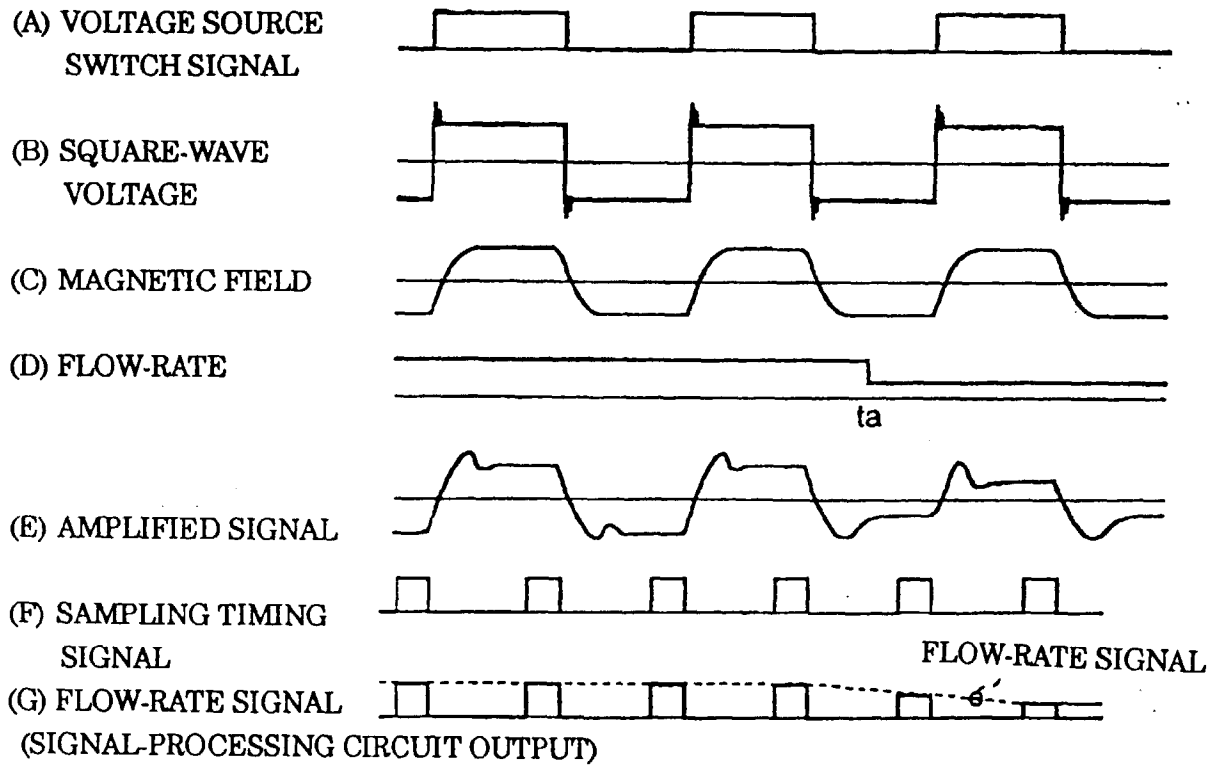 (A) VOLTAGE SOURCE
SWITCH SIGNAL
(B) SQUARE-WAVE
VOLTAGE
(C) MAGNETIC FIELD
(D) FLOW-RATE
ta
(E) AMPLIFIED SIGNAL
(F) SAMPLING TIMING
SIGNAL
FLOW-RATE SIGNAL
(G) FLOW-RATE SIGNAL
(SIGNAL-PROCESSING CIRCUIT OUTPUT)